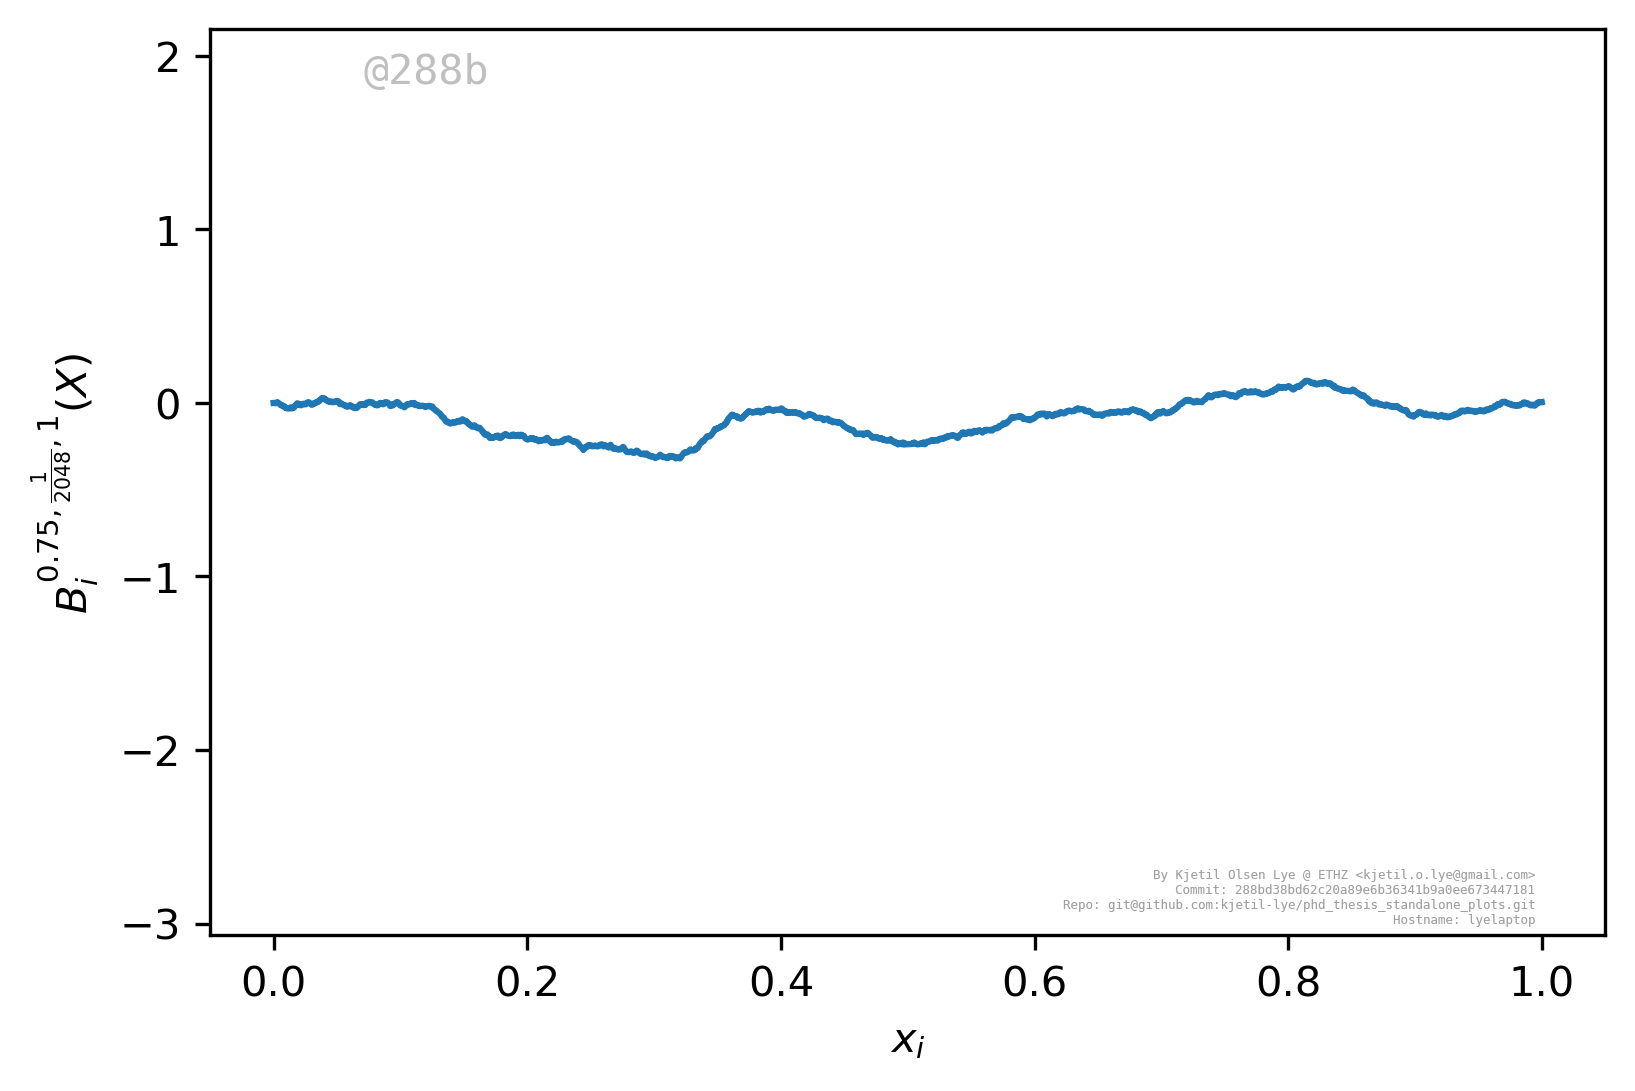 @288b
2
1
0
−1
−2
−3
B_i^{0.75, \frac{1}{2048}, 1}(X)
By Kjetil Olsen Lye @ ETHZ <kjetil.o.lye@gmail.com>
Commit: 288bd38bd62c20a89e6b36341b9a0ee673447181
Repo: git@github.com:kjetil-lye/phd_thesis_standalone_plots.git
Hostname: lyelaptop
0.0 0.2 0.4 0.6 0.8 1.0
x_i